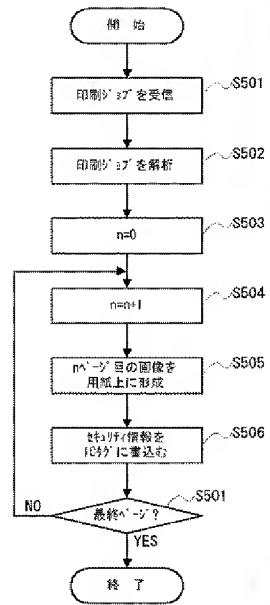 開始
印刷ジョブを受信
S501
印刷ジョブを解析
S502
n=0
S503
n=n+1
S504
nページ目の画像を
用紙上に形成
S505
セキュリティ情報を
ICタグに書込む
S506
最終ページ?
S501
NO
YES
終了